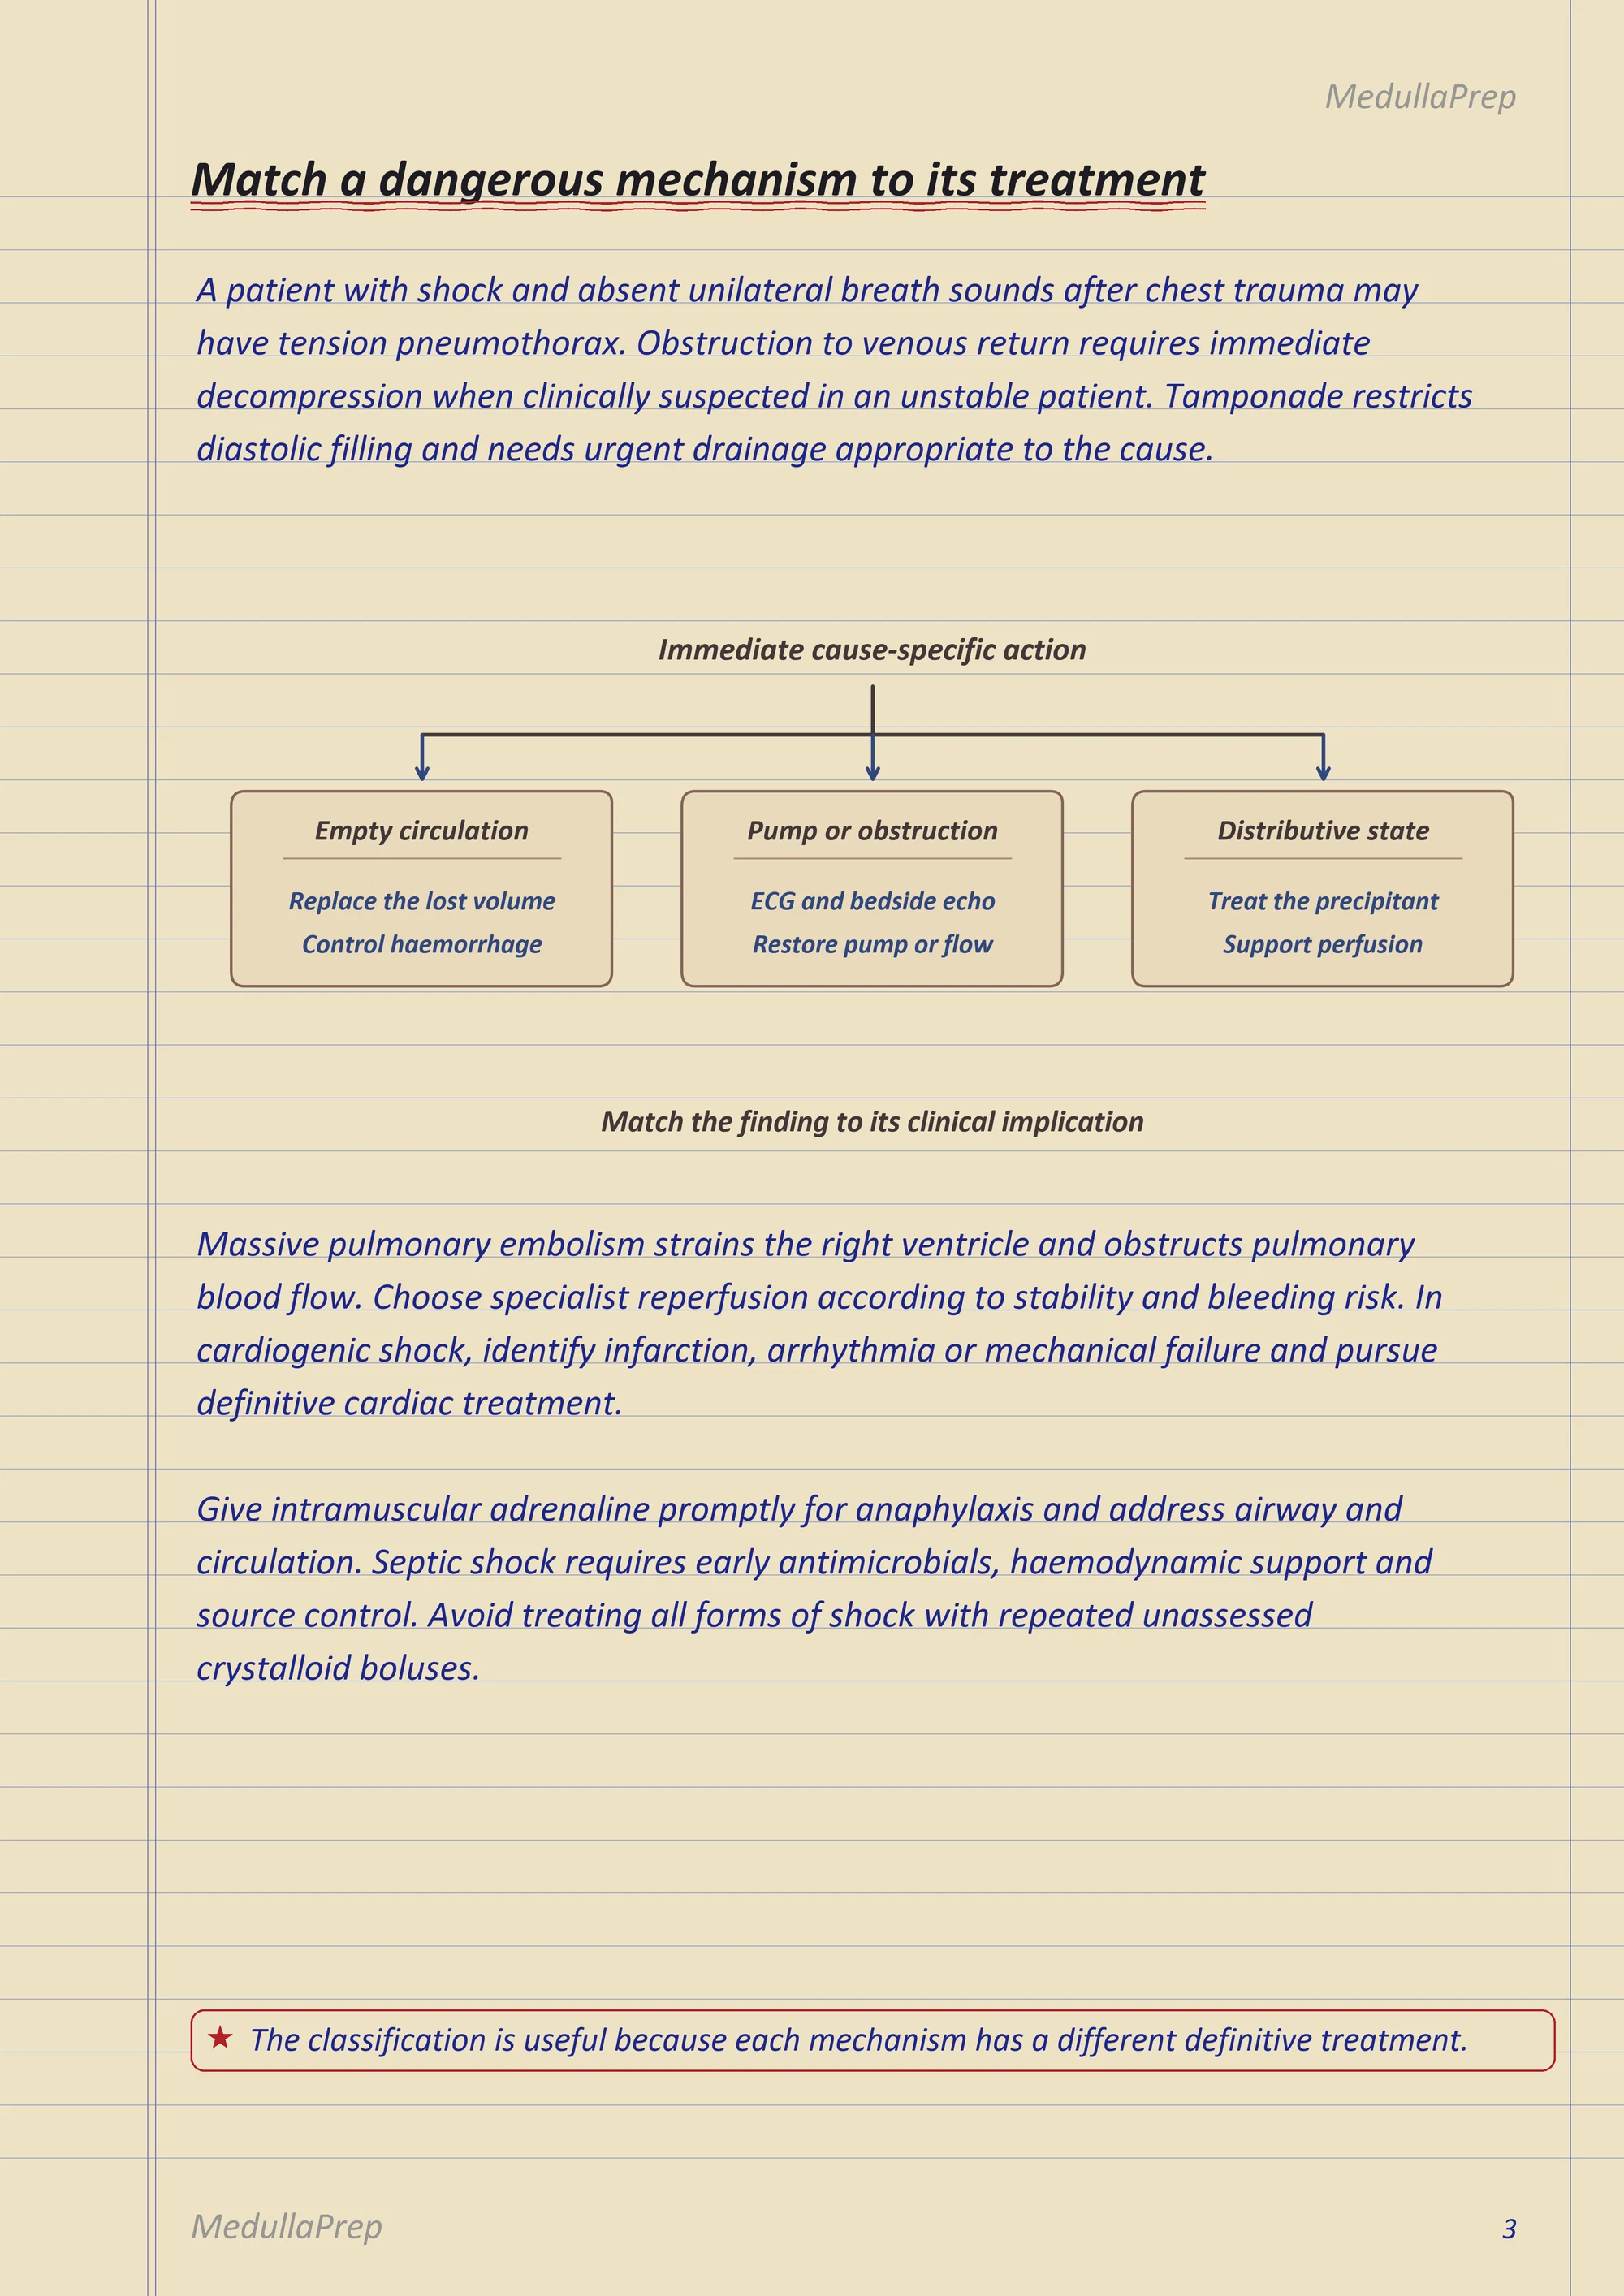 MedullaPrep
Match a dangerous mechanism to its treatment
A patient with shock and absent unilateral breath sounds after chest trauma may
have tension pneumothorax. Obstruction to venous return requires immediate
decompression when clinically suspected in an unstable patient. Tamponade restricts
diastolic filling and needs urgent drainage appropriate to the cause.
Immediate cause-specific action
Empty circulation
Replace the lost volume
Control haemorrhage
Pump or obstruction
ECG and bedside echo
Restore pump or flow
Distributive state
Treat the precipitant
Support perfusion
Match the finding to its clinical implication
Massive pulmonary embolism strains the right ventricle and obstructs pulmonary
blood flow. Choose specialist reperfusion according to stability and bleeding risk. In
cardiogenic shock, identify infarction, arrhythmia or mechanical failure and pursue
definitive cardiac treatment.
Give intramuscular adrenaline promptly for anaphylaxis and address airway and
circulation. Septic shock requires early antimicrobials, haemodynamic support and
source control. Avoid treating all forms of shock with repeated unassessed
crystalloid boluses.
★ The classification is useful because each mechanism has a different definitive treatment.
MedullaPrep
3